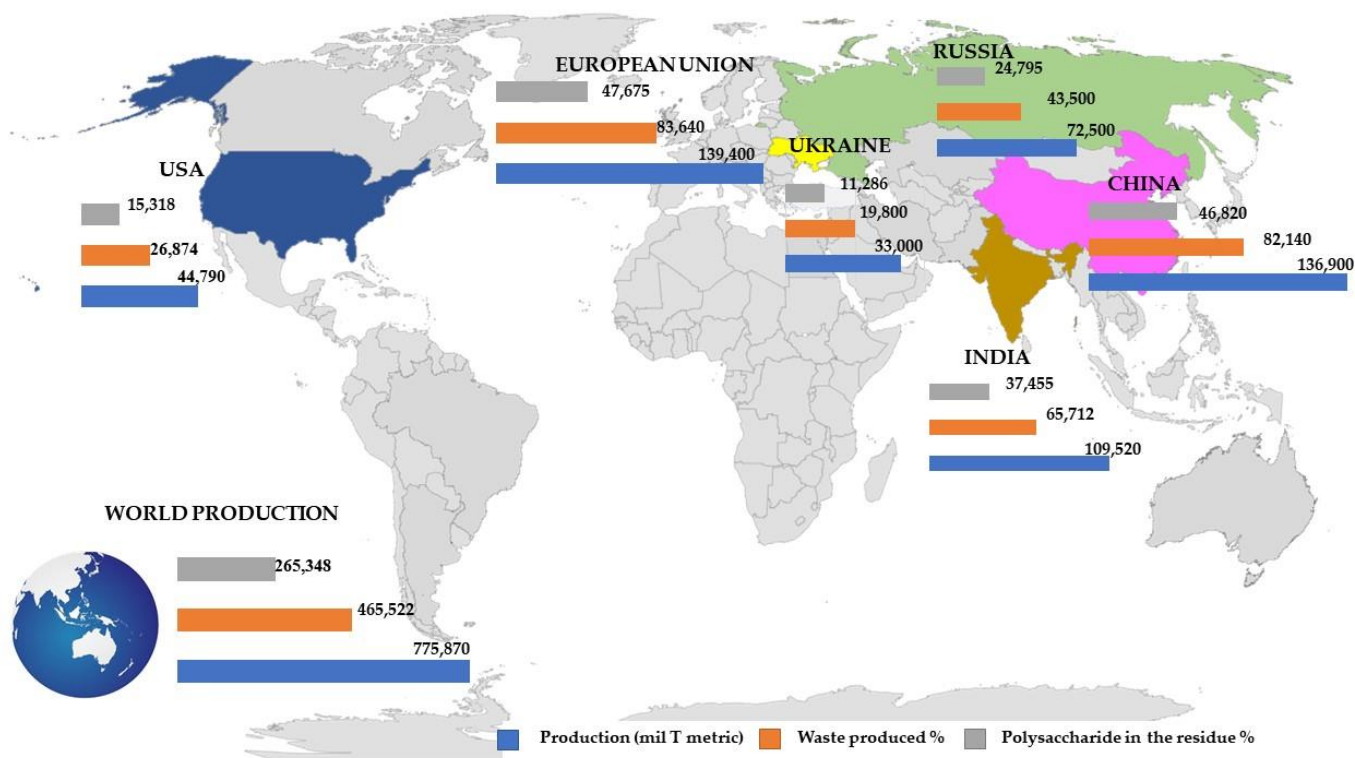 EUROPEAN UNION
47,675
83,640
139,400
RUSSIA
24,795
43,500
72,500
USA
15,318
26,874
44,790
UKRAINE
11,286
19,800
33,000
CHINA
46,820
82,140
136,900
INDIA
37,455
65,712
109,520
WORLD PRODUCTION
265,348
465,522
775,870
Production (mil T metric) Waste produced % Polysaccharide in the residue %